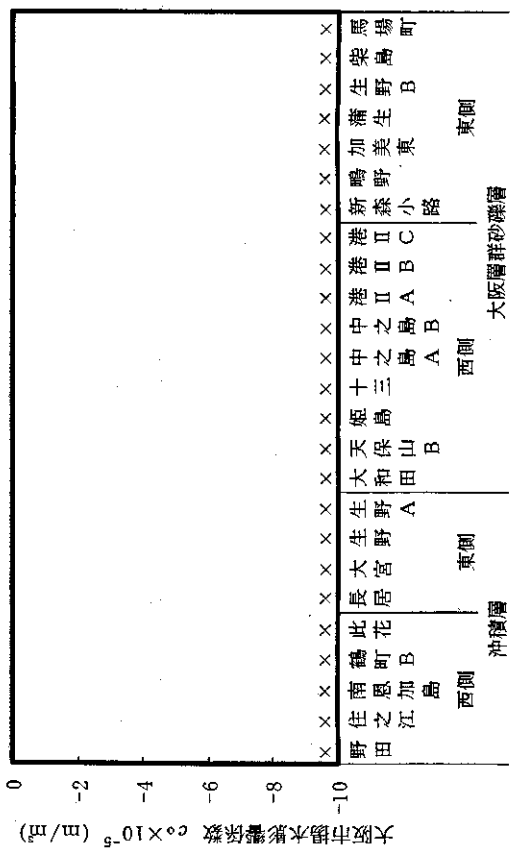 大阪市揚水影響係数 c₀×10⁻⁵ (m/m³)
0
-2
-4
-6
-8
-10
× × × × × × × × × × × × × × × × × × × × × × × × ×
野田
住之江
南恩加島
鶴町B
此花
長居
大宮
生野
生野A
大和田
天保山B
姫島
十三
中之島A
中之島B
港ⅡA
港ⅡB
港ⅡC
新森小路
鴫野
加美東
蒲生
生野B
柴島
馬場町
西側
東側
西側
東側
沖積層
大阪層群砂礫層